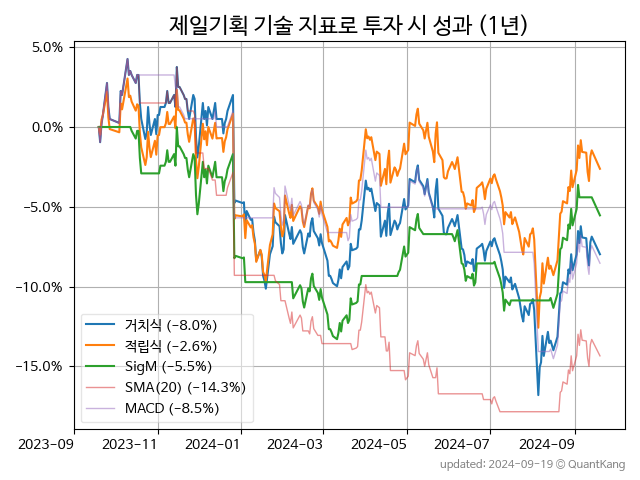 제일기획 기술 지표로 투자 시 성과 (1년)
5.0%
0.0%
−5.0%
−10.0%
−15.0%
거치식 (−8.0%)
적립식 (−2.6%)
SigM (−5.5%)
SMA(20) (−14.3%)
MACD (−8.5%)
2023-09 2023-11 2024-01 2024-03 2024-05 2024-07 2024-09
updated: 2024-09-19 @ QuantKang